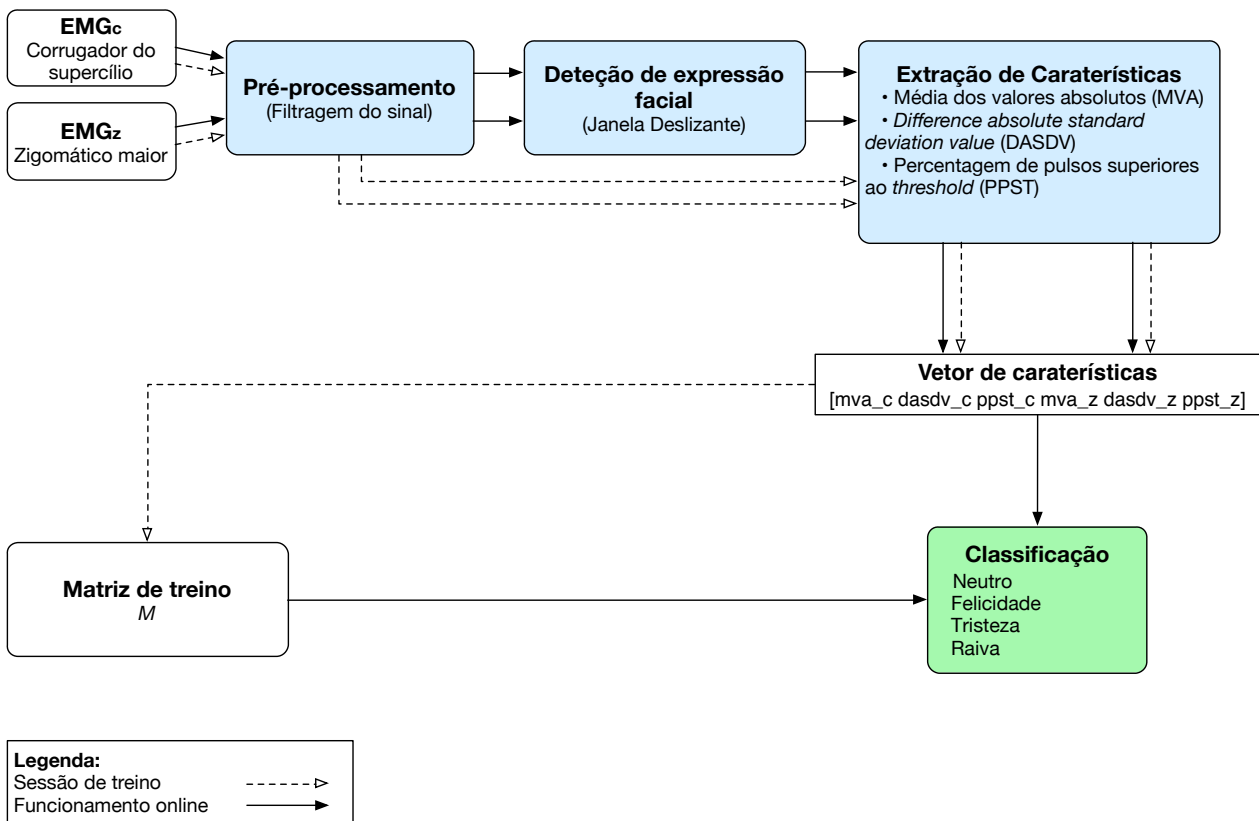 EMGc
Corrugador do
supercílio
EMGz
Zigomático maior
Pré-processamento
(Filtragem do sinal)
Deteção de expressão
facial
(Janela Deslizante)
Extração de Caraterísticas
• Média dos valores absolutos (MVA)
• Difference absolute standard
deviation value (DASDV)
• Percentagem de pulsos superiores
ao threshold (PPST)
Vetor de caraterísticas
[mva_c dasdv_c ppst_c mva_z dasdv_z ppst_z]
Matriz de treino
M
Classificação
Neutro
Felicidade
Tristeza
Raiva
Legenda:
Sessão de treino
Funcionamento online